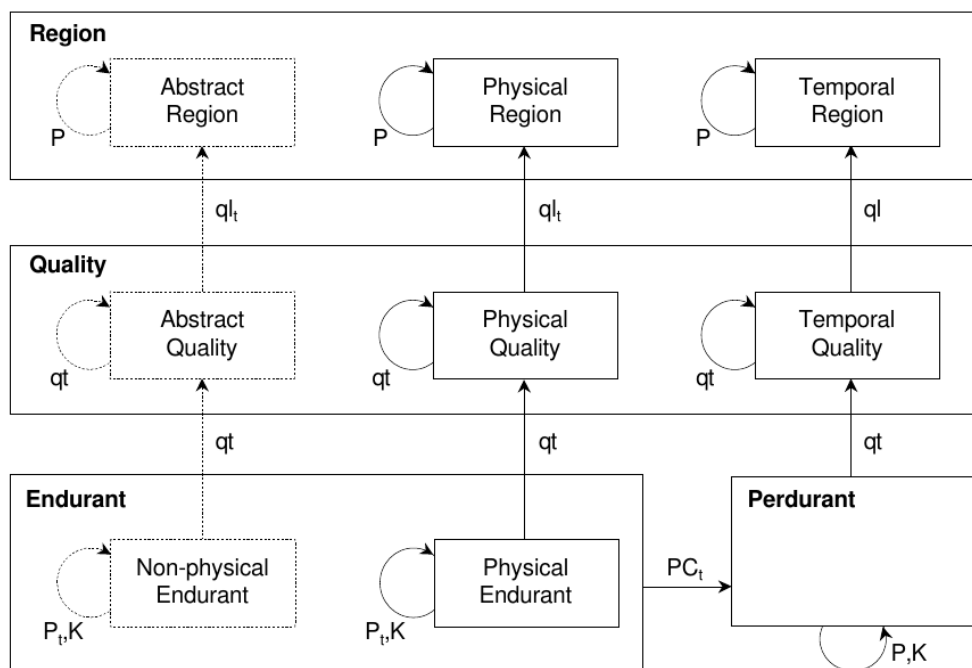 Region
Abstract
Region
Physical
Region
Temporal
Region
P
P
P
qlt
qlt
ql
Quality
Abstract
Quality
Physical
Quality
Temporal
Quality
qt
qt
qt
qt
qt
qt
Endurant
Perdurant
Non-physical
Endurant
Physical
Endurant
PCt
Pt,K
Pt,K
P,K